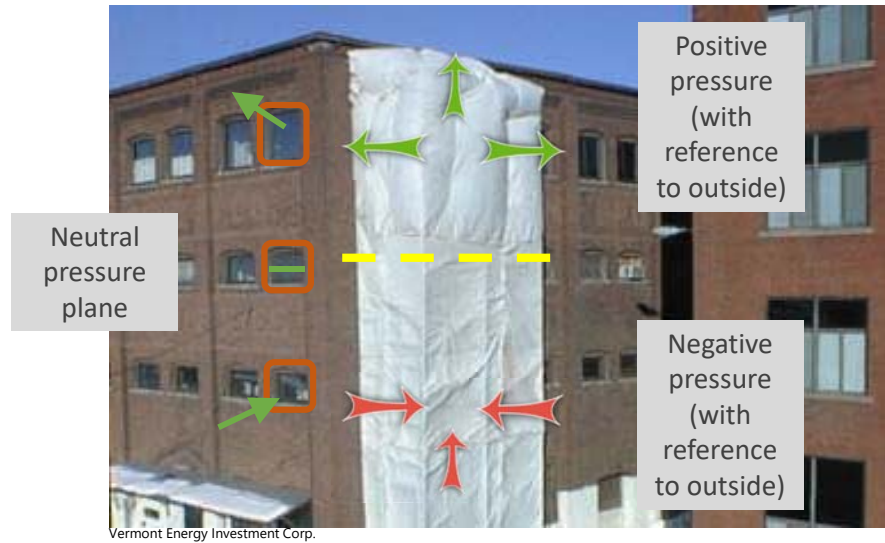 Positive
pressure
(with
reference
to outside)
Neutral
pressure
plane
Negative
pressure
(with
reference
to outside)
Vermont Energy Investment Corp.